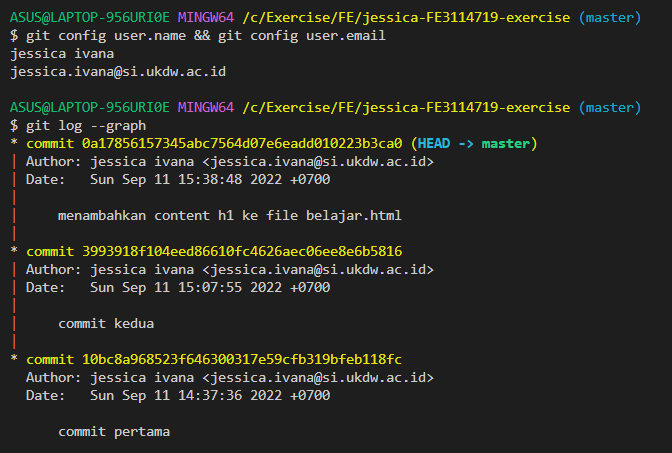 ASUS@LAPTOP-956URI0E MINGW64 /c/Exercise/FE/jessica-FE3114719-exercise (master)
$ git config user.name && git config user.email
jessica ivana
jessica.ivana@si.ukdw.ac.id
ASUS@LAPTOP-956URI0E MINGW64 /c/Exercise/FE/jessica-FE3114719-exercise (master)
$ git log --graph
* commit 0a17856157345abc7564d07e6eadd010223b3ca0 (HEAD -> master)
| Author: jessica ivana <jessica.ivana@si.ukdw.ac.id>
| Date:   Sun Sep 11 15:38:48 2022 +0700
|
|     menambahkan content h1 ke file belajar.html
|
* commit 3993918f104eed86610fc4626aec06ee8e6b5816
| Author: jessica ivana <jessica.ivana@si.ukdw.ac.id>
| Date:   Sun Sep 11 15:07:55 2022 +0700
|
|     commit kedua
|
* commit 10bc8a968523f646300317e59cfb319bfeb118fc
  Author: jessica ivana <jessica.ivana@si.ukdw.ac.id>
  Date:   Sun Sep 11 14:37:36 2022 +0700
      commit pertama